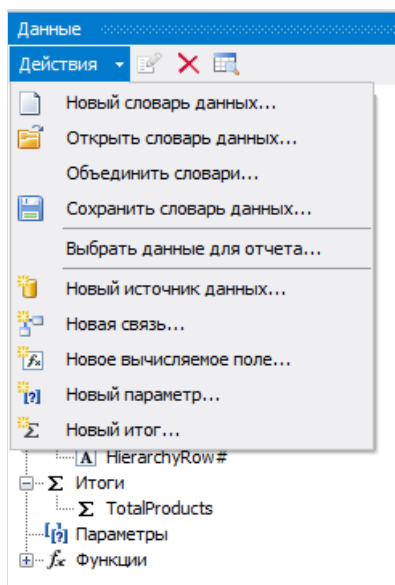 Данные
Действия
Новый словарь данных...
Открыть словарь данных...
Объединить словари...
Сохранить словарь данных...
Выбрать данные для отчета...
Новый источник данных...
Новая связь...
Новое вычисляемое поле...
Новый параметр...
Новый итог...
HierarchyRow#
Итоги
TotalProducts
Параметры
Функции